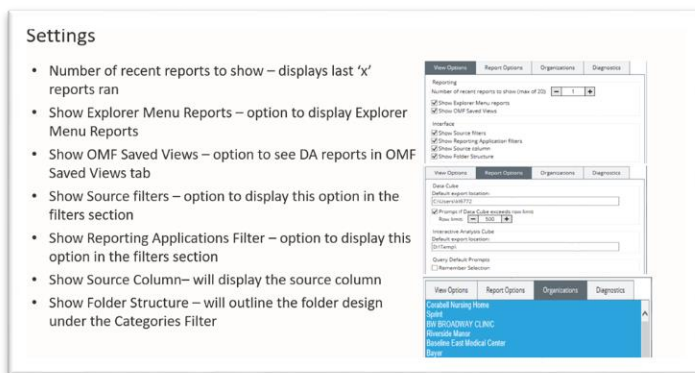 Settings
• Number of recent reports to show – displays last ‘x’
reports ran
• Show Explorer Menu Reports – option to display Explorer
Menu Reports
• Show OMF Saved Views – option to see DA reports in OMF
Saved Views tab
• Show Source filters – option to display this option in the
filters section
• Show Reporting Applications Filter – option to display this
option in the filters section
• Show Source Column– will display the source column
• Show Folder Structure – will outline the folder design
under the Categories Filter
View Options Report Options Organizations Diagnostics
Reporting
Number of recent reports to show (max of 20): 1
Show Explorer Menu reports
Show OMF Saved Views
Interface
Show Source filters
Show Reporting Application filters
Show Source column
Show Folder Structure
View Options Report Options Organizations Diagnostics
Data Cube
Default export location:
Prompt if Data Cube exceeds row limit
Row limit: 500
Interactive Analysis Cube
Default export location:
D:\Temp\
Query Default Prompts
Remember Selection
View Options Report Options Organizations Diagnostics
Cerabell Nursing Home
Sprint
BW BROADWAY CLINIC
Riverside Manor
Baseline East Medical Center
Bayer